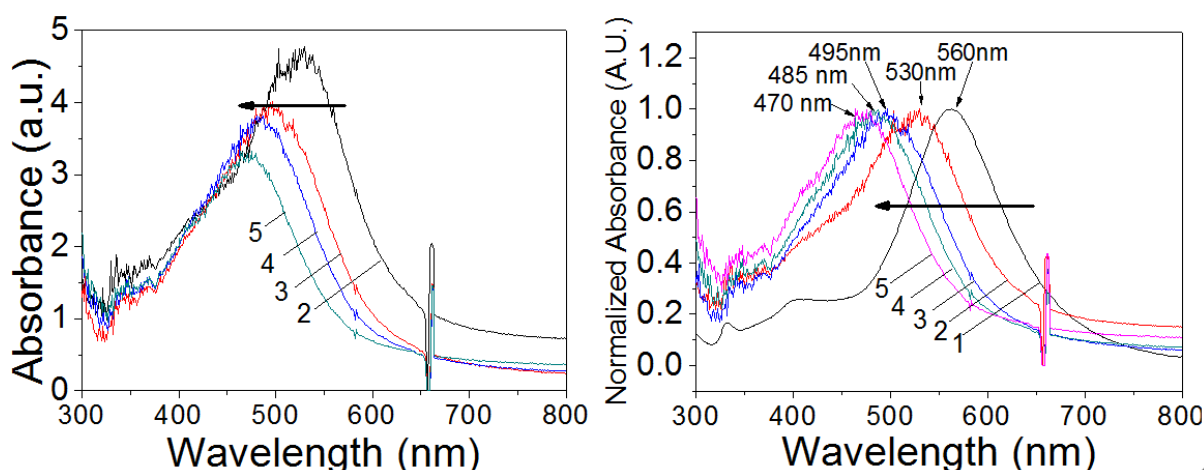 Absorbance (a.u.)
5
4
3
2
1
0
5
4
3
2
300 400 500 600 700 800
Wavelength (nm)
Normalized Absorbance (A.U.)
1.2
1.0
0.8
0.6
0.4
0.2
0.0
495nm
560nm
485 nm
530nm
470 nm
5
4
3
2
1
300 400 500 600 700 800
Wavelength (nm)